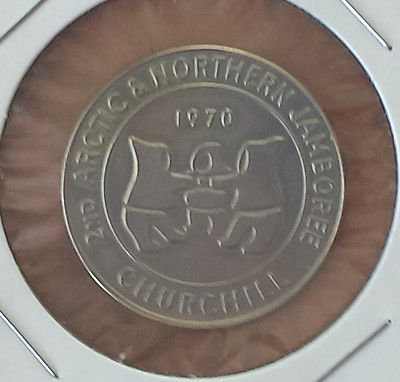 2ND ARCTIC & NORTHERN JAMBOREE
1970
CHURCHILL